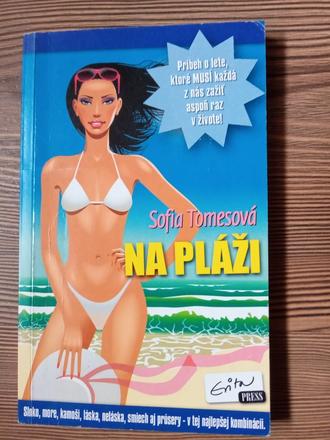 Príbeh o lete,
ktoré MUSÍ každá
z nás zažiť
aspoň raz
v živote!
Sofia Tomesová
NA PLÁŽI
Evita
PRESS
Slnko, more, kamoši, láska, neláska, smiech aj prúsery - v tej najlepšej kombinácii.